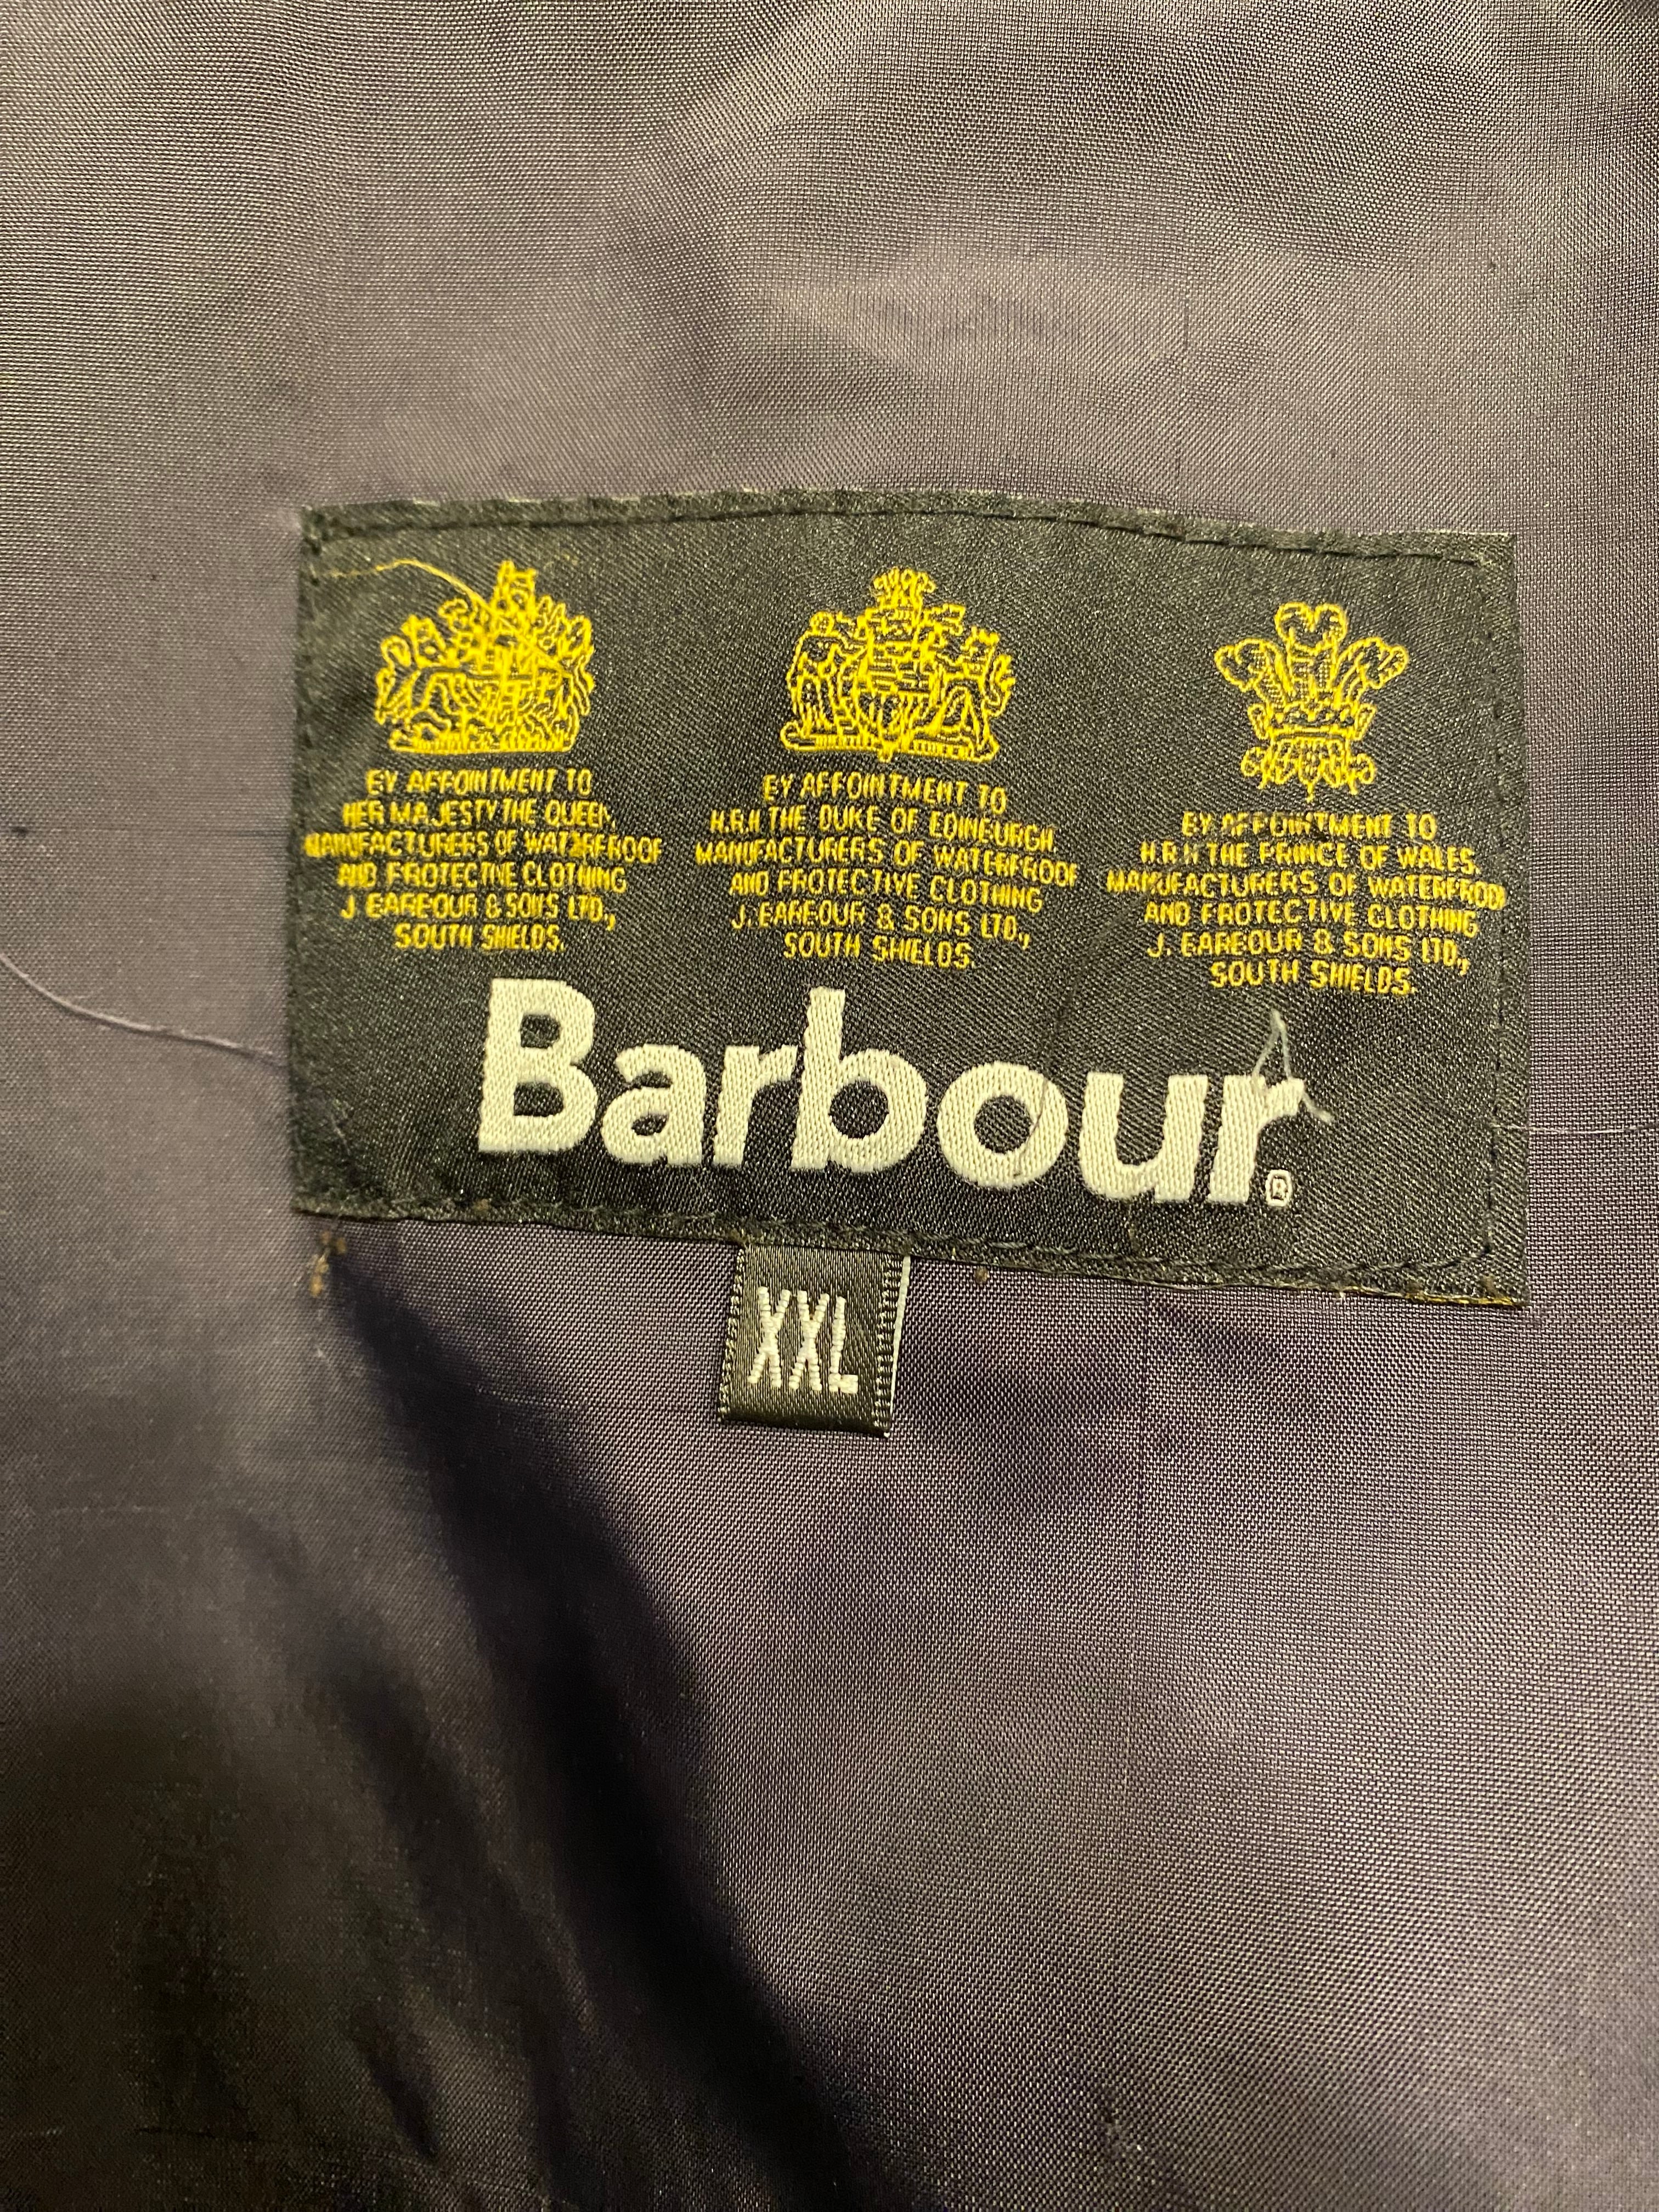 BY APPOINTMENT TO
HER MAJESTY THE QUEEN,
MANUFACTURERS OF WATERPROOF
AND PROTECTIVE CLOTHING
J. BARBOUR & SONS LTD.,
SOUTH SHIELDS.
BY APPOINTMENT TO
H.R.H THE DUKE OF EDINBURGH
MANUFACTURERS OF WATERPROOF
AND PROTECTIVE CLOTHING
J. BARBOUR & SONS LTD.,
SOUTH SHIELDS.
BY APPOINTMENT TO
H.R.H THE PRINCE OF WALES
MANUFACTURERS OF WATERPROOF
AND PROTECTIVE CLOTHING
J. BARBOUR & SONS LTD.,
SOUTH SHIELDS.
Barbour®
XXL